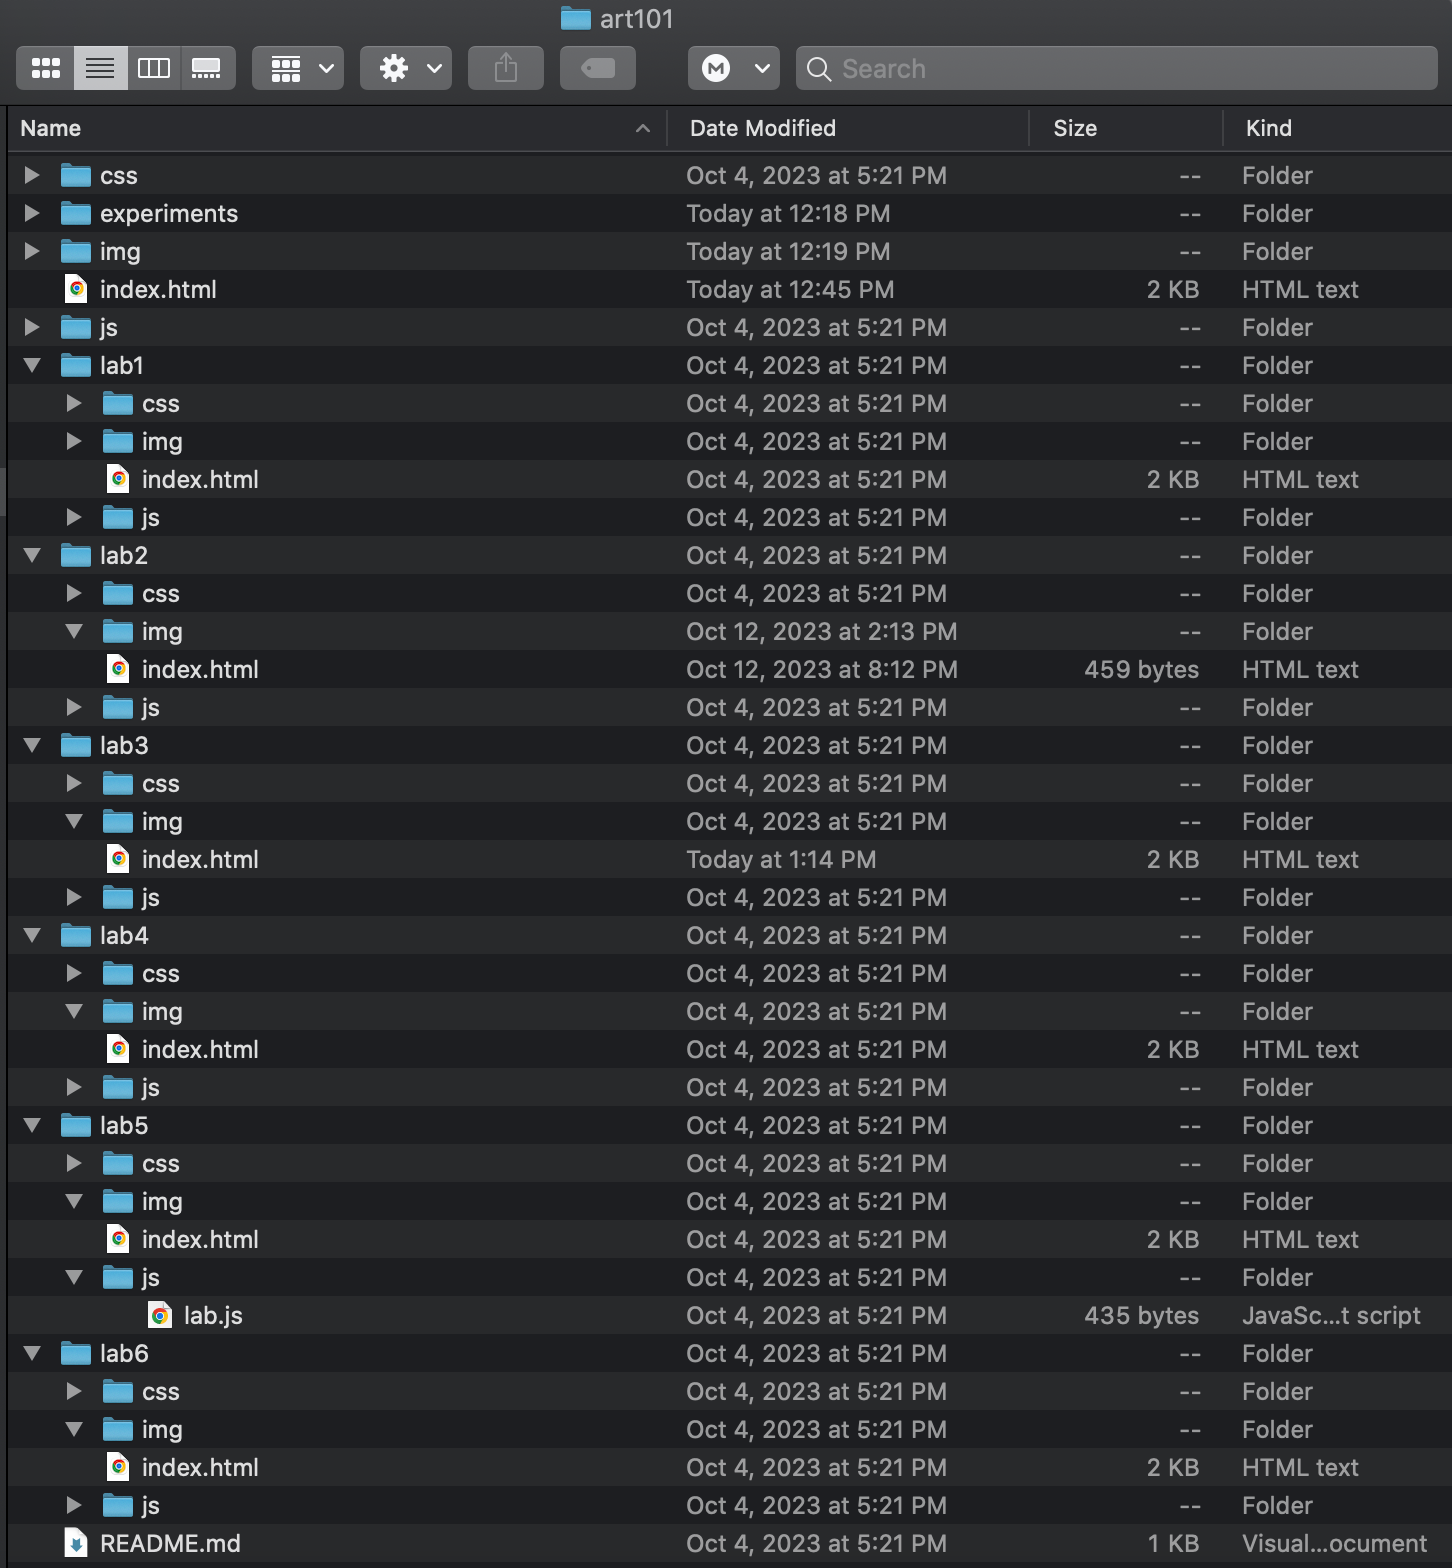 art101
M Search
Name Date Modified Size Kind
css Oct 4, 2023 at 5:21 PM -- Folder
experiments Today at 12:18 PM -- Folder
img Today at 12:19 PM -- Folder
index.html Today at 12:45 PM 2 KB HTML text
js Oct 4, 2023 at 5:21 PM -- Folder
lab1 Oct 4, 2023 at 5:21 PM -- Folder
css Oct 4, 2023 at 5:21 PM -- Folder
img Oct 4, 2023 at 5:21 PM -- Folder
index.html Oct 4, 2023 at 5:21 PM 2 KB HTML text
js Oct 4, 2023 at 5:21 PM -- Folder
lab2 Oct 4, 2023 at 5:21 PM -- Folder
css Oct 4, 2023 at 5:21 PM -- Folder
img Oct 12, 2023 at 2:13 PM -- Folder
index.html Oct 12, 2023 at 8:12 PM 459 bytes HTML text
js Oct 4, 2023 at 5:21 PM -- Folder
lab3 Oct 4, 2023 at 5:21 PM -- Folder
css Oct 4, 2023 at 5:21 PM -- Folder
img Oct 4, 2023 at 5:21 PM -- Folder
index.html Today at 1:14 PM 2 KB HTML text
js Oct 4, 2023 at 5:21 PM -- Folder
lab4 Oct 4, 2023 at 5:21 PM -- Folder
css Oct 4, 2023 at 5:21 PM -- Folder
img Oct 4, 2023 at 5:21 PM -- Folder
index.html Oct 4, 2023 at 5:21 PM 2 KB HTML text
js Oct 4, 2023 at 5:21 PM -- Folder
lab5 Oct 4, 2023 at 5:21 PM -- Folder
css Oct 4, 2023 at 5:21 PM -- Folder
img Oct 4, 2023 at 5:21 PM -- Folder
index.html Oct 4, 2023 at 5:21 PM 2 KB HTML text
js Oct 4, 2023 at 5:21 PM -- Folder
lab.js Oct 4, 2023 at 5:21 PM 435 bytes JavaSc...t script
lab6 Oct 4, 2023 at 5:21 PM -- Folder
css Oct 4, 2023 at 5:21 PM -- Folder
img Oct 4, 2023 at 5:21 PM -- Folder
index.html Oct 4, 2023 at 5:21 PM 2 KB HTML text
js Oct 4, 2023 at 5:21 PM -- Folder
README.md Oct 4, 2023 at 5:21 PM 1 KB Visual...ocument